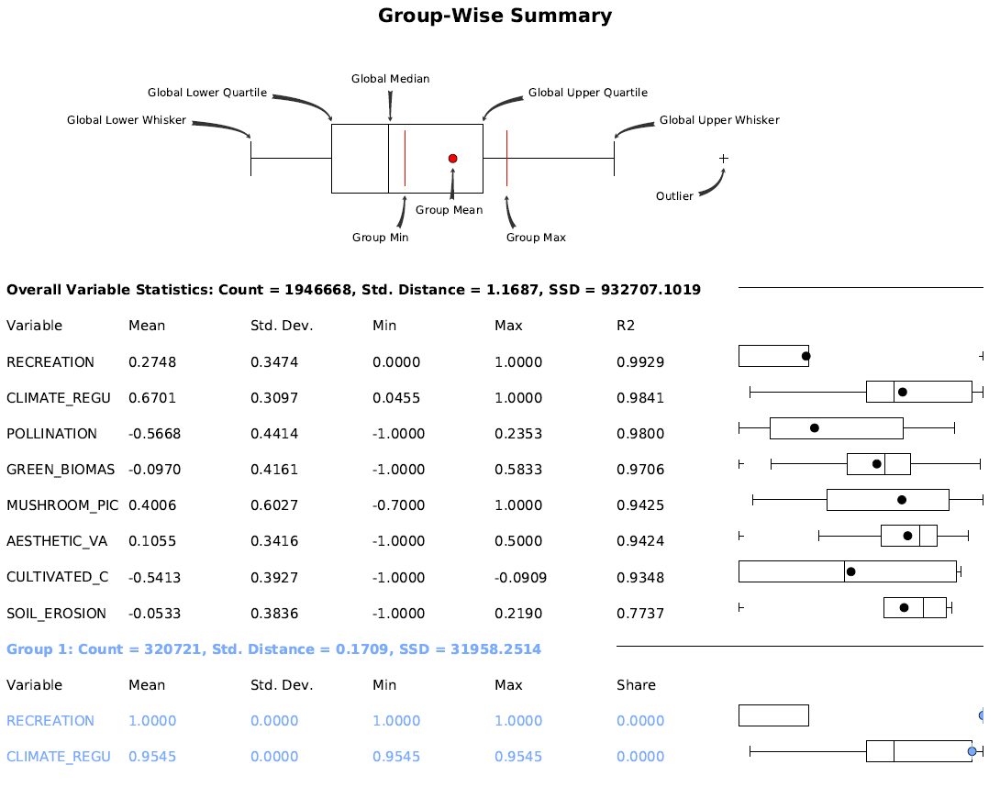 Group-Wise Summary
Global Median
Global Lower Quartile
Global Upper Quartile
Global Lower Whisker
Global Upper Whisker
Outlier
Group Mean
Group Min
Group Max
Overall Variable Statistics: Count = 1946668, Std. Distance = 1.1687, SSD = 932707.1019
Variable Mean Std. Dev. Min Max R2
RECREATION 0.2748 0.3474 0.0000 1.0000 0.9929
CLIMATE_REGU 0.6701 0.3097 0.0455 1.0000 0.9841
POLLINATION -0.5668 0.4414 -1.0000 0.2353 0.9800
GREEN_BIOMAS -0.0970 0.4161 -1.0000 0.5833 0.9706
MUSHROOM_PIC 0.4006 0.6027 -0.7000 1.0000 0.9425
AESTHETIC_VA 0.1055 0.3416 -1.0000 0.5000 0.9424
CULTIVATED_C -0.5413 0.3927 -1.0000 -0.0909 0.9348
SOIL_EROSION -0.0533 0.3836 -1.0000 0.2190 0.7737
Group 1: Count = 320721, Std. Distance = 0.1709, SSD = 31958.2514
Variable Mean Std. Dev. Min Max Share
RECREATION 1.0000 0.0000 1.0000 1.0000 0.0000
CLIMATE_REGU 0.9545 0.0000 0.9545 0.9545 0.0000